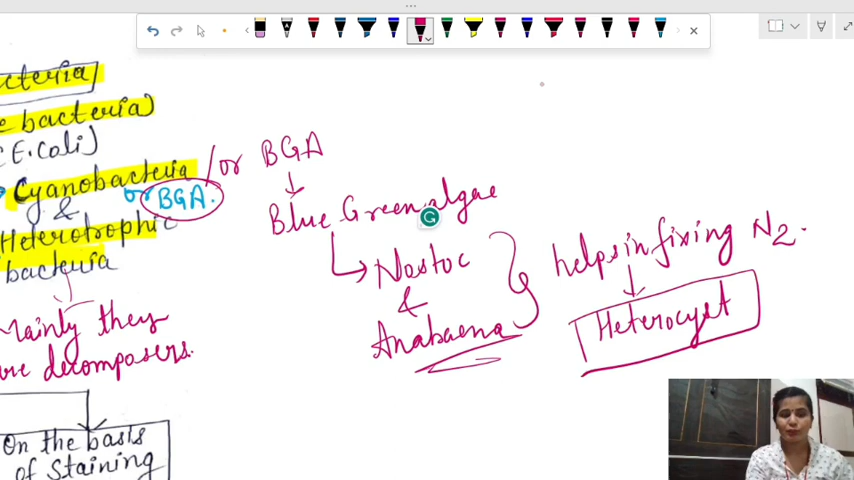 cteria
e bacteria)
(E.coli)
Cyanobacteria /or BGA
or BGA.
&
Heterotrophic
bacteria
Mainly they
are decomposers.
On the basis
of Staining
Blue Green algae
Nostoc
&
Anabaena
helps in fixing N2.
Heterocyst